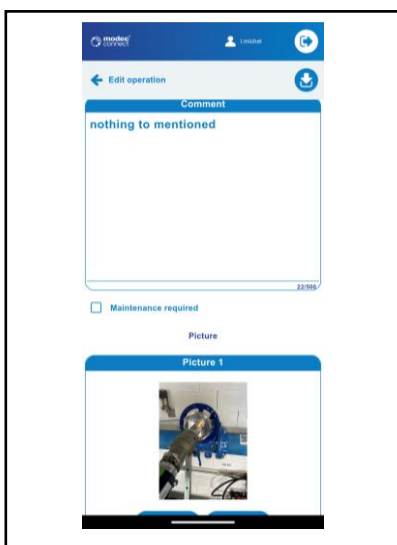 modec
connect
Edit operation
Comment
nothing to mentioned
22/500
Maintenance required
Picture
Picture 1